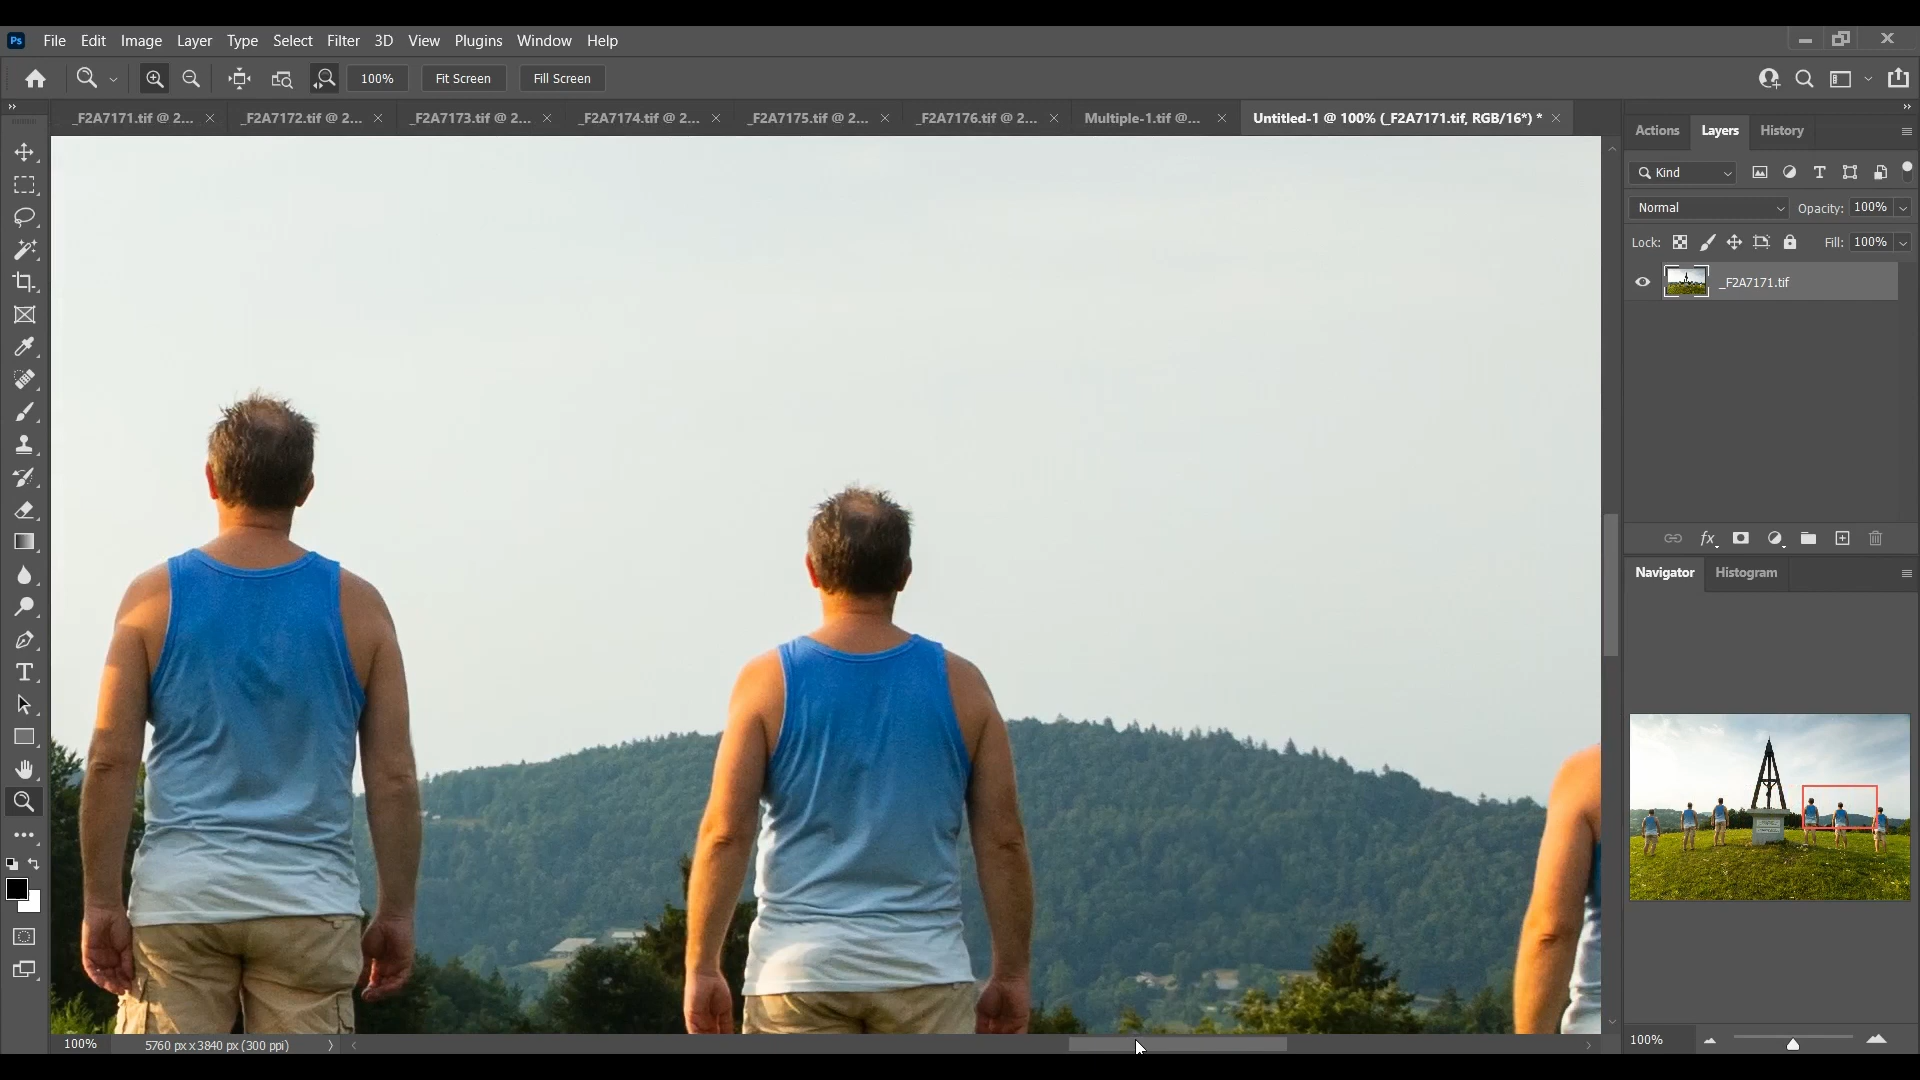 Ps File Edit Image Layer Type Select Filter 3D View Plugins Window Help
100% Fit Screen Fill Screen
_F2A7171.tif @ 2... _F2A7172.tif @ 2... _F2A7173.tif @ 2... _F2A7174.tif @ 2... _F2A7175.tif @ 2... _F2A7176.tif @ 2... Multiple-1.tif @... Untitled-1 @ 100% (_F2A7171.tif, RGB/16*) *
Actions Layers History
Kind
Normal Opacity: 100%
Lock: Fill: 100%
_F2A7171.tif
fx
Navigator Histogram
100%
100% 5760 px x 3840 px (300 ppi)